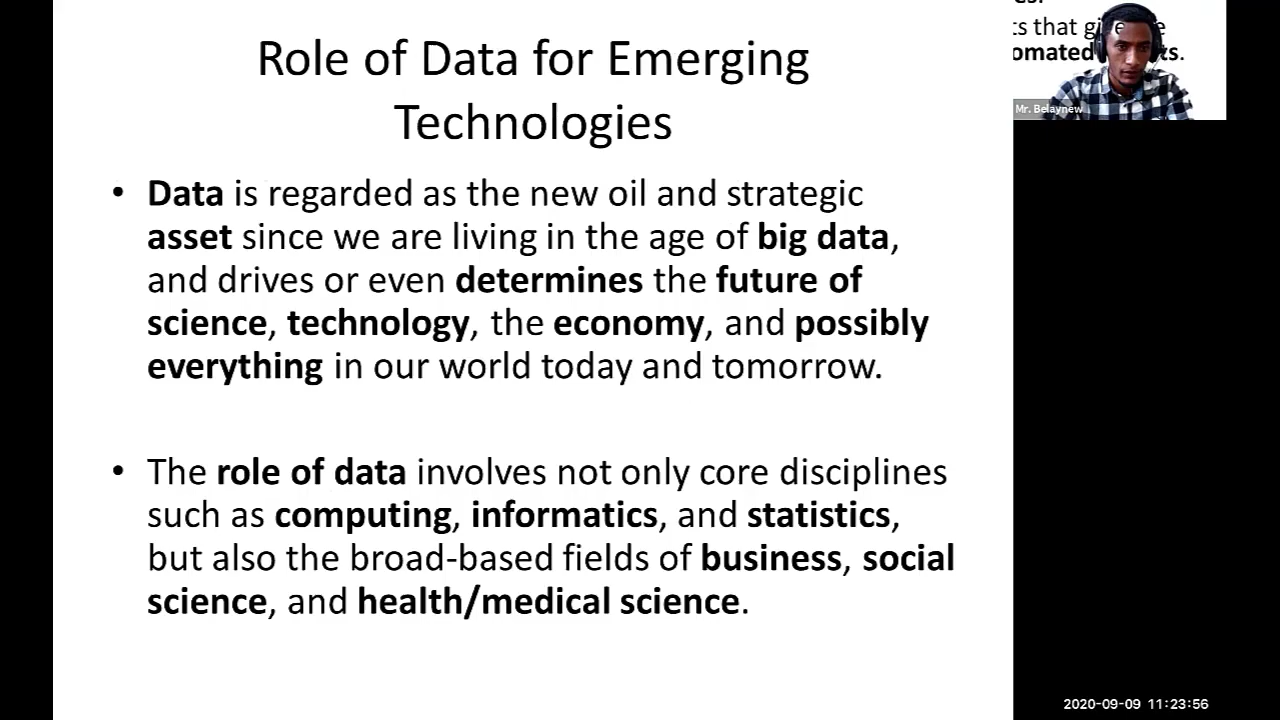 Role of Data for Emerging
Technologies
• Data is regarded as the new oil and strategic
asset since we are living in the age of big data,
and drives or even determines the future of
science, technology, the economy, and possibly
everything in our world today and tomorrow.
• The role of data involves not only core disciplines
such as computing, informatics, and statistics,
but also the broad-based fields of business, social
science, and health/medical science.
that
Mr. Belaynew
2020-09-09 11:23:56